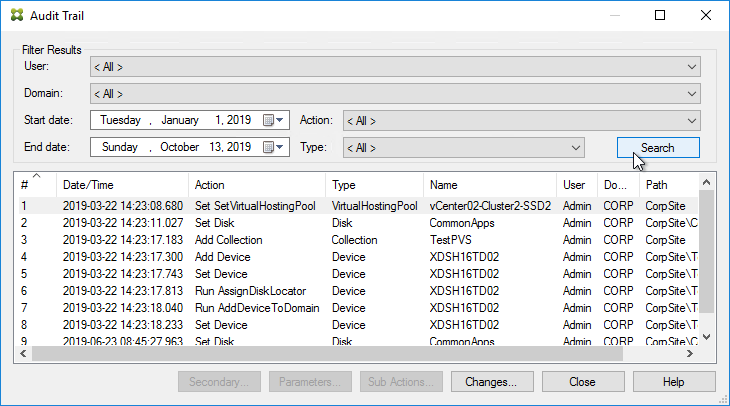 Audit Trail
Filter Results
User: < All >
Domain: < All >
Start date: Tuesday , January 1, 2019 Action: < All >
End date: Sunday , October 13, 2019 Type: < All > Search
# Date/Time Action Type Name User Do... Path
1 2019-03-22 14:23:08.680 Set SetVirtualHostingPool VirtualHostingPool vCenter02-Cluster2-SSD2 Admin CORP CorpSite
2 2019-03-22 14:23:11.027 Set Disk Disk CommonApps Admin CORP CorpSite\C
3 2019-03-22 14:23:17.183 Add Collection Collection TestPVS Admin CORP CorpSite
4 2019-03-22 14:23:17.300 Add Device Device XDSH16TD02 Admin CORP CorpSite\T
5 2019-03-22 14:23:17.743 Set Device Device XDSH16TD02 Admin CORP CorpSite\T
6 2019-03-22 14:23:17.813 Run AssignDiskLocator Device XDSH16TD02 Admin CORP CorpSite\T
7 2019-03-22 14:23:18.040 Run AddDeviceToDomain Device XDSH16TD02 Admin CORP CorpSite\T
8 2019-03-22 14:23:18.233 Set Device Device XDSH16TD02 Admin CORP CorpSite\T
9 2019-06-23 08:45:27.963 Set Disk Disk CommonApps Admin CORP CorpSite\C
Secondary... Parameters... Sub Actions... Changes... Close Help